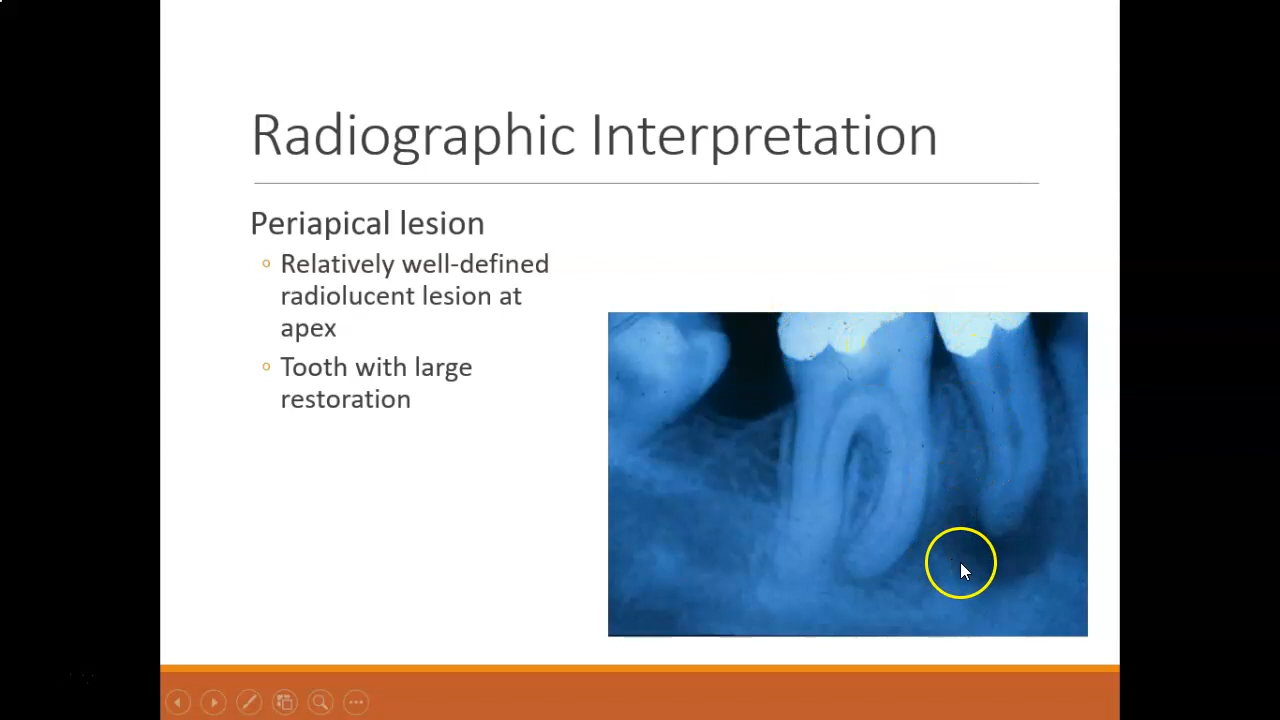 Radiographic Interpretation
Periapical lesion
◦ Relatively well-defined
radiolucent lesion at
apex
◦ Tooth with large
restoration